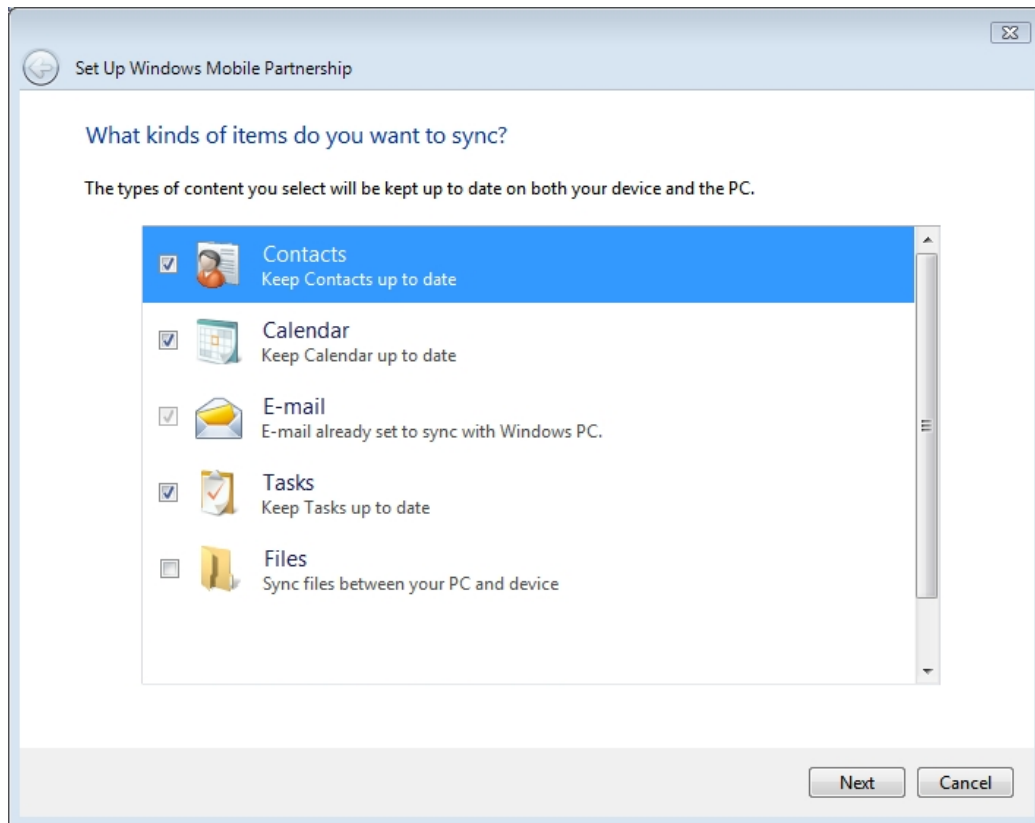 Set Up Windows Mobile Partnership
What kinds of items do you want to sync?
The types of content you select will be kept up to date on both your device and the PC.
Contacts
Keep Contacts up to date
Calendar
Keep Calendar up to date
E-mail
E-mail already set to sync with Windows PC.
Tasks
Keep Tasks up to date
Files
Sync files between your PC and device
Next Cancel